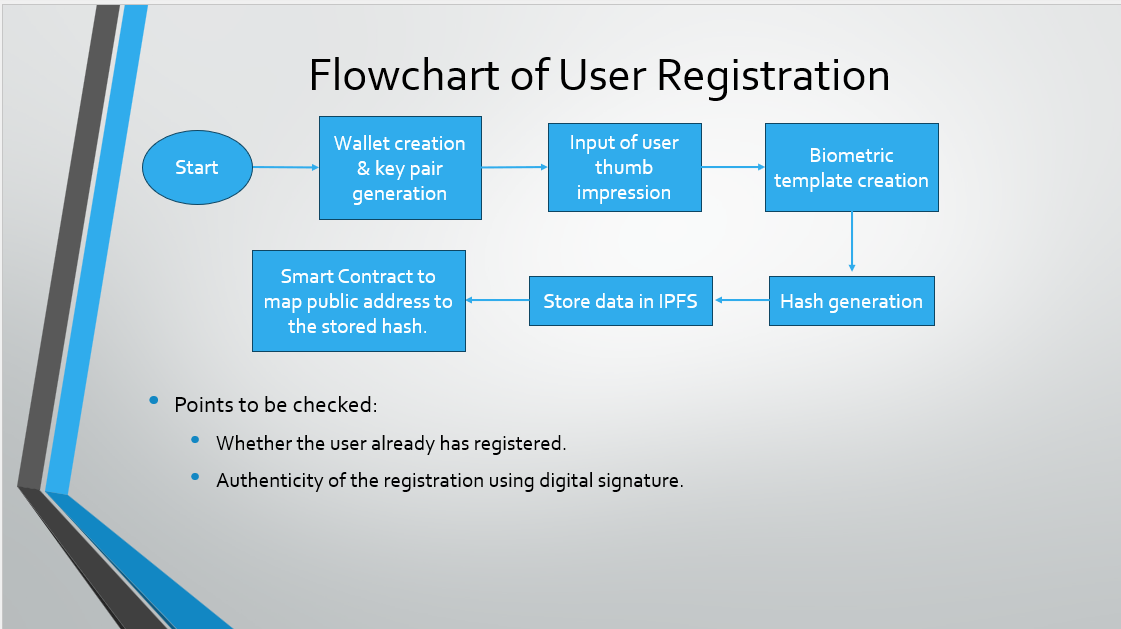 Flowchart of User Registration
Start
Wallet creation
& key pair
generation
Input of user
thumb
impression
Biometric
template creation
Smart Contract to
map public address to
the stored hash.
Store data in IPFS
Hash generation
Points to be checked:
Whether the user already has registered.
Authenticity of the registration using digital signature.